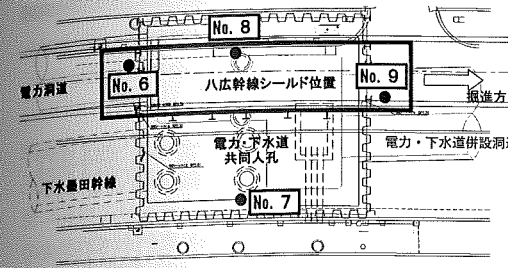 No. 8
電力洞道
No. 6
八広幹線シールド位置
No. 9
掘進方
電力・下水道
共同人孔
電力・下水道併設洞道
下水墨田幹線
No. 7